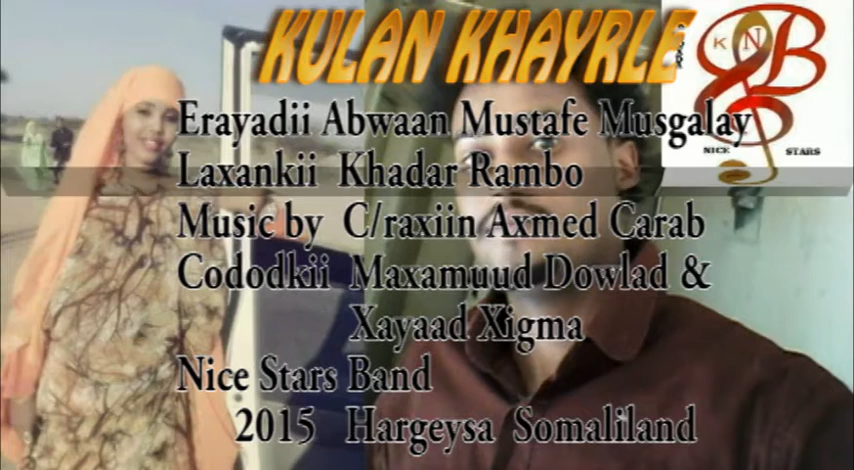 KULAN KHAYRLE
KNB
NICE STARS
Erayadii Abwaan Mustafe Musgalay
Laxankii Khadar Rambo
Music by C/raxiin Axmed Carab
Cododkii Maxamuud Dowlad &
Xayaad Xigma
Nice Stars Band
2015 Hargeysa Somaliland